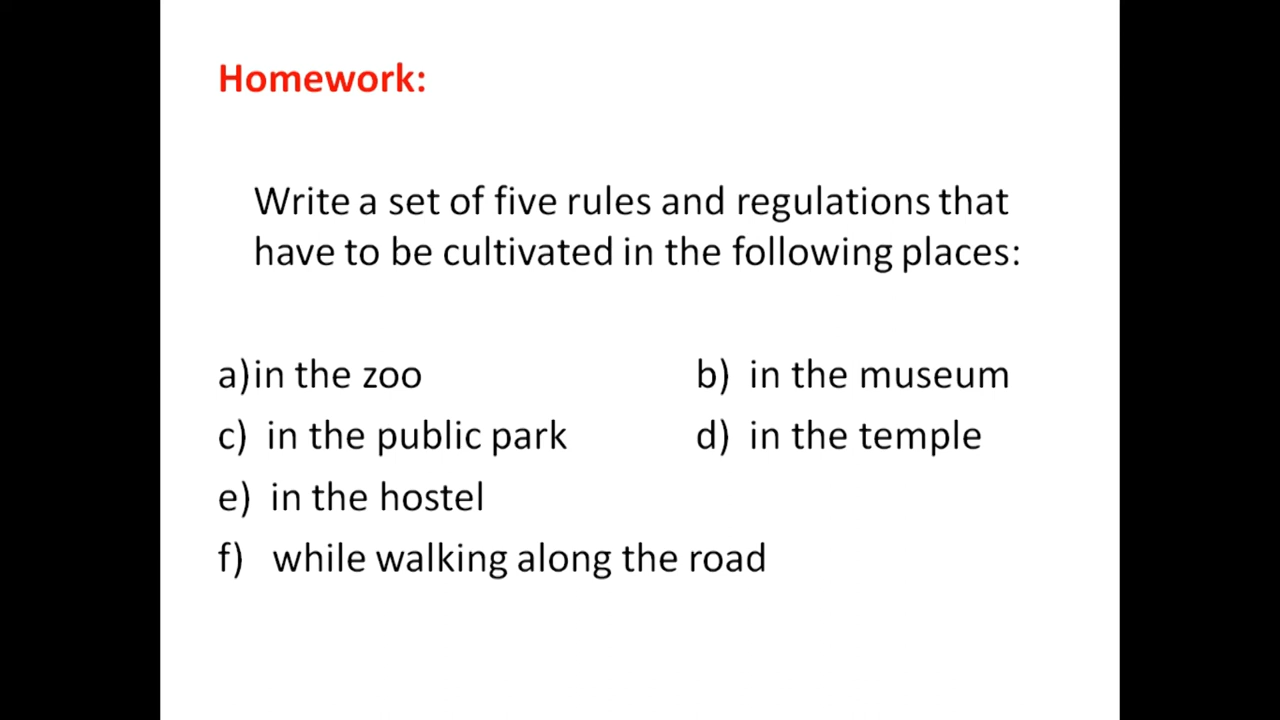 Homework:
Write a set of five rules and regulations that
have to be cultivated in the following places:
a)in the zoo b) in the museum
c) in the public park d) in the temple
e) in the hostel
f) while walking along the road